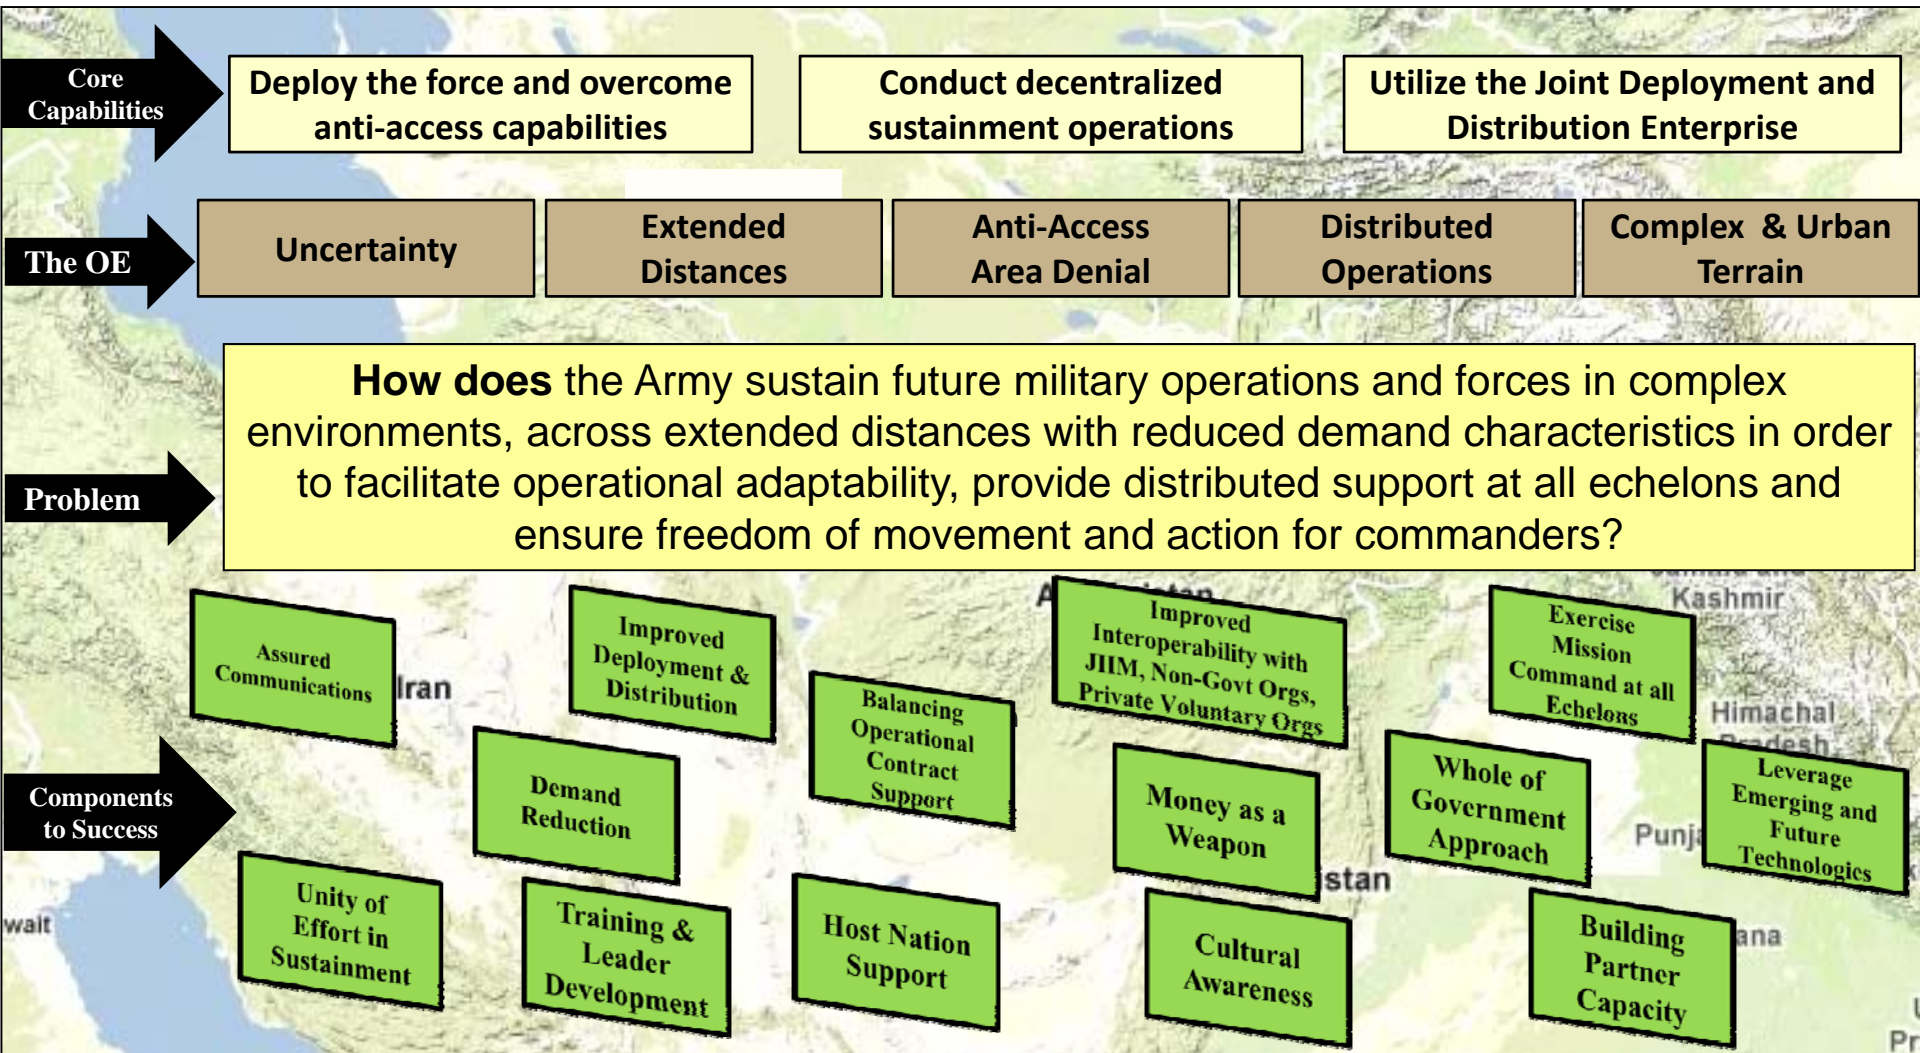 Core
Capabilities
Deploy the force and overcome
anti-access capabilities
Conduct decentralized
sustainment operations
Utilize the Joint Deployment and
Distribution Enterprise
The OE
Uncertainty
Extended
Distances
Anti-Access
Area Denial
Distributed
Operations
Complex & Urban
Terrain
Problem
How does the Army sustain future military operations and forces in complex
environments, across extended distances with reduced demand characteristics in order
to facilitate operational adaptability, provide distributed support at all echelons and
ensure freedom of movement and action for commanders?
Components
to Success
Assured
Communications
Iran
Improved
Deployment &
Distribution
Balancing
Operational
Contract
Support
Improved
Interoperability with
JIIM, Non-Govt Orgs,
Private Voluntary Orgs
Exercise
Mission
Command at all
Echelons
Kashmir
Himachal
Demand
Reduction
Money as a
Weapon
Whole of
Government
Approach
Leverage
Emerging and
Future
Technologies
Unity of
Effort in
Sustainment
Training &
Leader
Development
Host Nation
Support
Cultural
Awareness
Building
Partner
Capacity